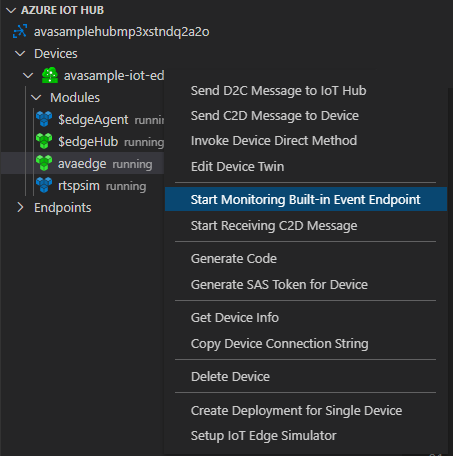 AZURE IOT HUB
avasamplehubmp3xstndq2a2o
Devices
avasample-iot-ed
Modules
$edgeAgent running
$edgeHub running
avaedge running
rtspsim running
Endpoints
Send D2C Message to IoT Hub
Send C2D Message to Device
Invoke Device Direct Method
Edit Device Twin
Start Monitoring Built-in Event Endpoint
Start Receiving C2D Message
Generate Code
Generate SAS Token for Device
Get Device Info
Copy Device Connection String
Delete Device
Create Deployment for Single Device
Setup IoT Edge Simulator